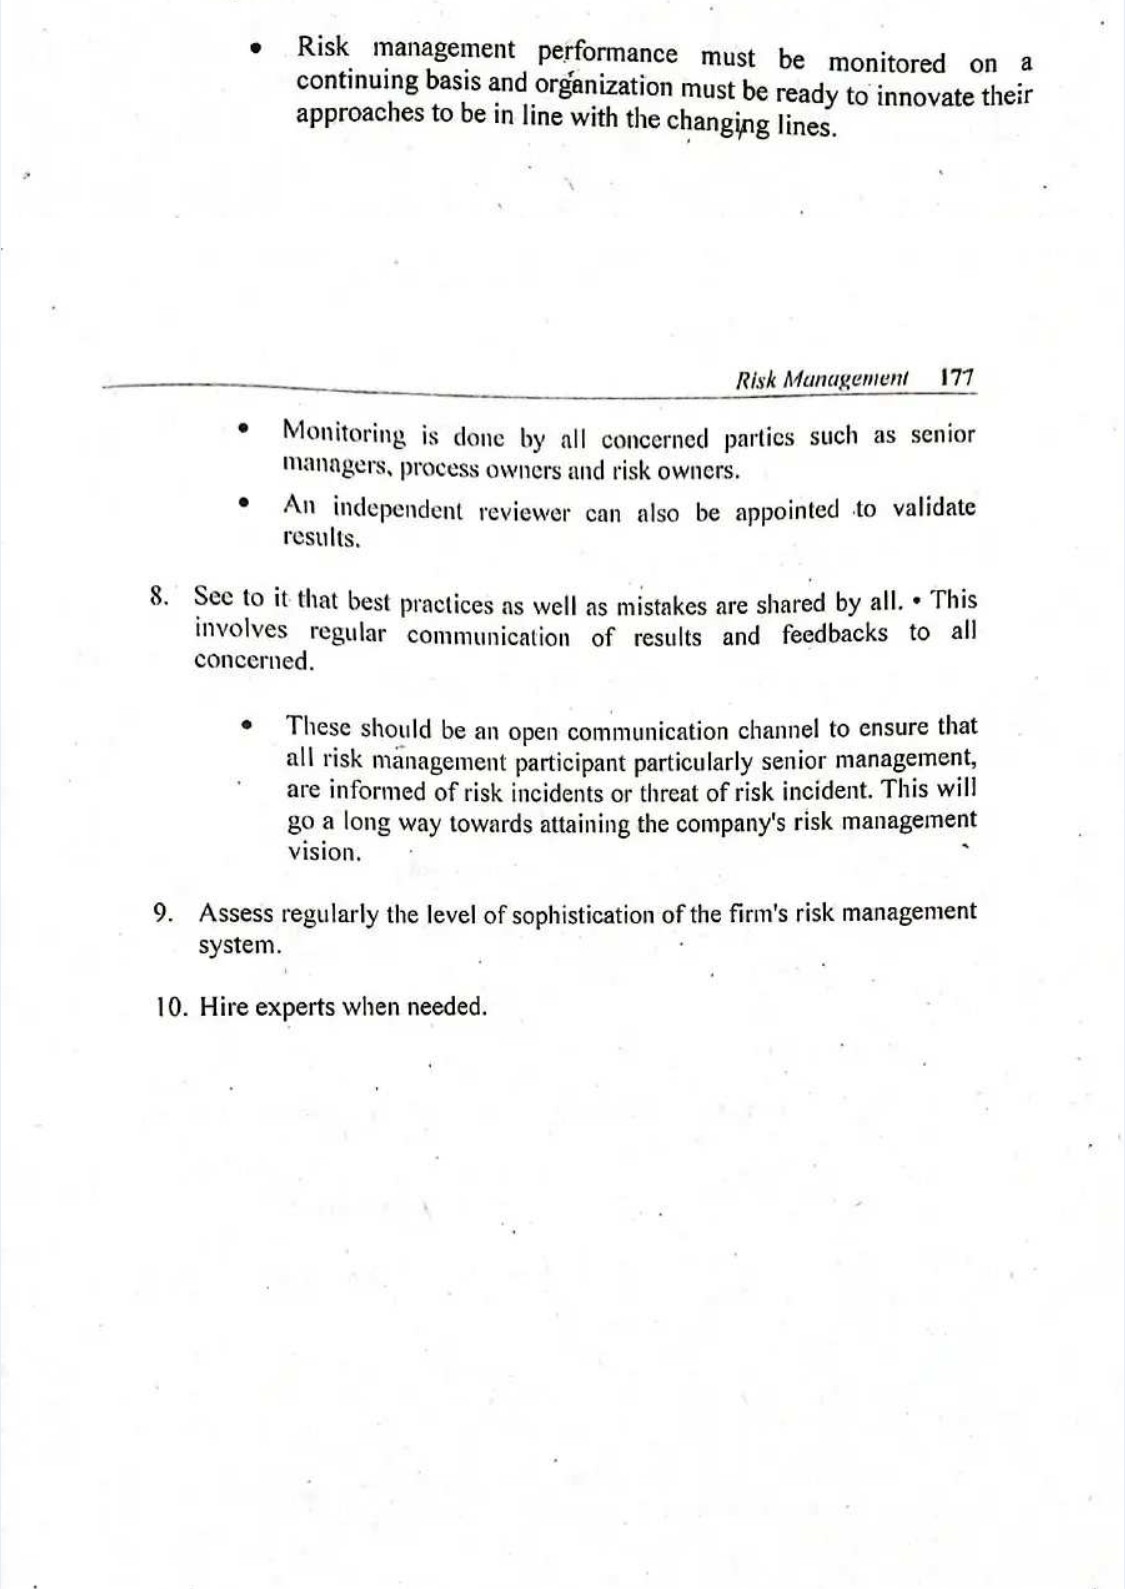 • Risk management performance must be monitored on a
continuing basis and organization must be ready to innovate their
approaches to be in line with the changing lines.
Risk Management 177
• Monitoring is done by all concerned parties such as senior
managers, process owners and risk owners.
• An independent reviewer can also be appointed to validate
results.
8. See to it that best practices as well as mistakes are shared by all. • This
involves regular communication of results and feedbacks to all
concerned.
• These should be an open communication channel to ensure that
all risk management participant particularly senior management,
are informed of risk incidents or threat of risk incident. This will
go a long way towards attaining the company's risk management
vision.
9. Assess regularly the level of sophistication of the firm's risk management
system.
10. Hire experts when needed.